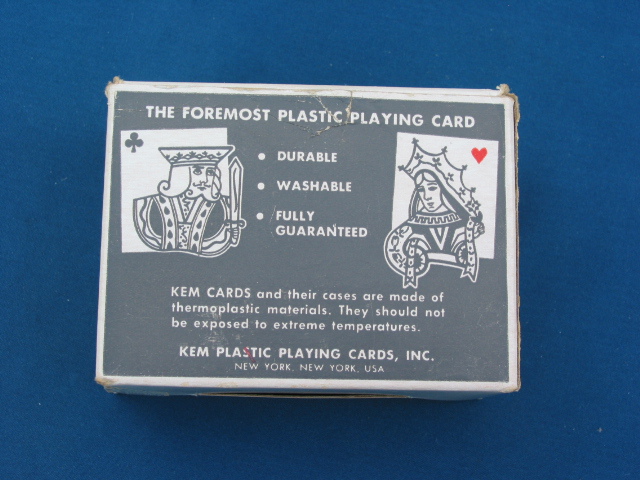 THE FOREMOST PLASTIC PLAYING CARD
• DURABLE
• WASHABLE
• FULLY
GUARANTEED
KEM CARDS and their cases are made of
thermoplastic materials. They should not
be exposed to extreme temperatures.
KEM PLASTIC PLAYING CARDS, INC.
NEW YORK, NEW YORK, USA